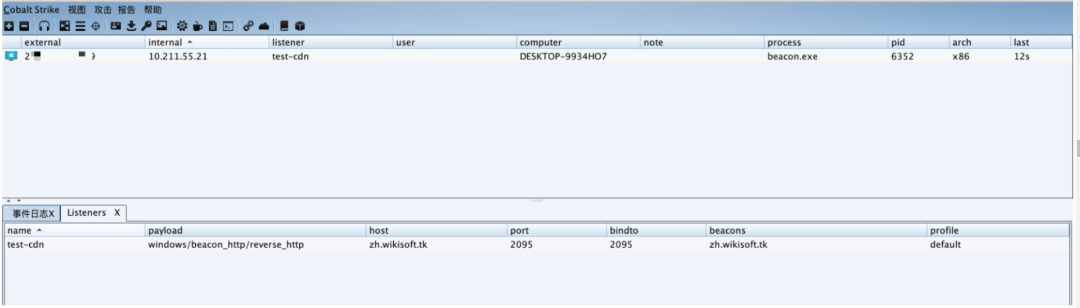 Cobalt Strike 视图 攻击 报告 帮助
external internal listener user computer note process pid arch last
10.211.55.21 test-cdn DESKTOP-9934HO7 beacon.exe 6352 x86 12s
事件日志X Listeners X
name payload host port bindto beacons profile
test-cdn windows/beacon_http/reverse_http zh.wikisoft.tk 2095 2095 zh.wikisoft.tk default